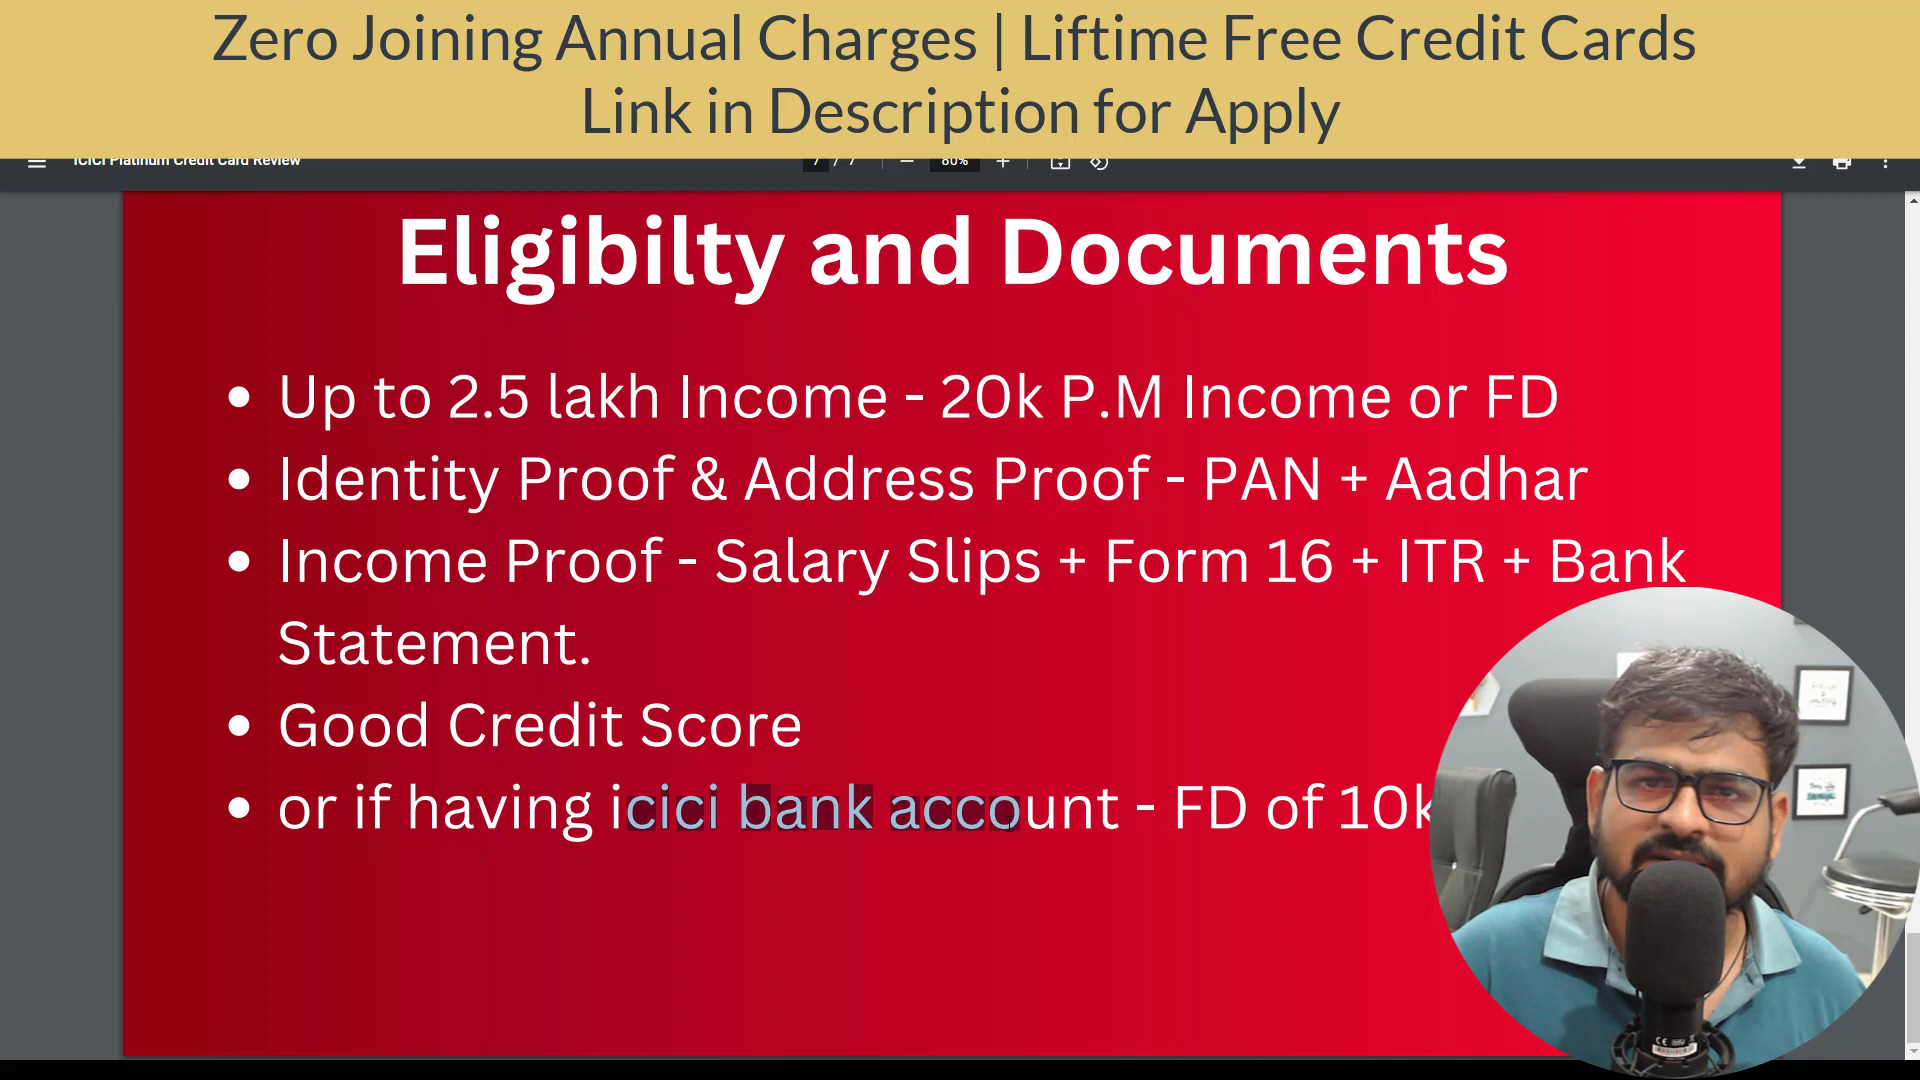 Zero Joining Annual Charges | Liftime Free Credit Cards
Link in Description for Apply
ICICI Platinum Credit Card Review
7 / 7
80%
Eligibilty and Documents
• Up to 2.5 lakh Income - 20k P.M Income or FD
• Identity Proof & Address Proof - PAN + Aadhar
• Income Proof - Salary Slips + Form 16 + ITR + Bank
Statement.
• Good Credit Score
• or if having icici bank account - FD of 10k